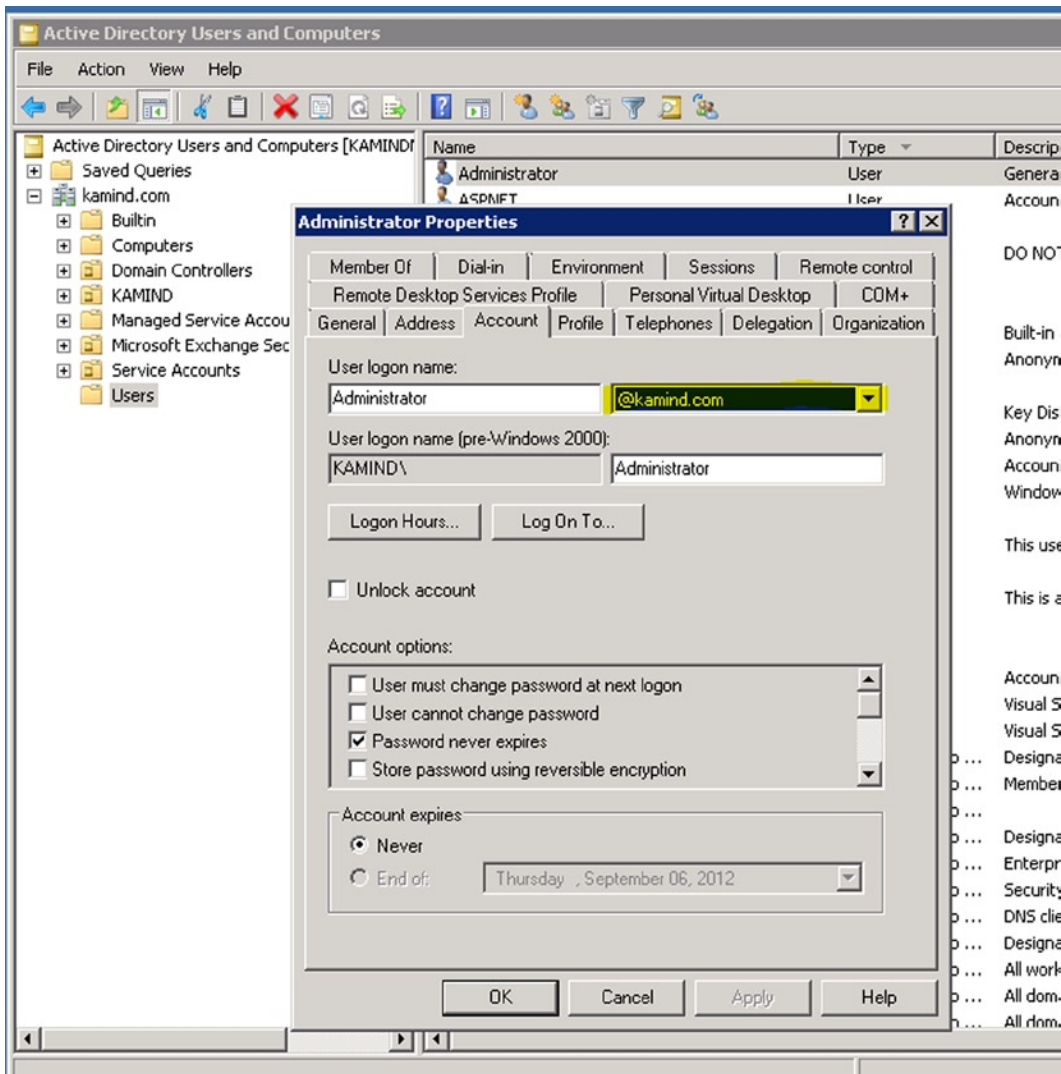 Active Directory Users and Computers
File Action View Help
Active Directory Users and Computers [KAMIND
Saved Queries
kamind.com
Builtin
Computers
Domain Controllers
KAMIND
Managed Service Accou
Microsoft Exchange Sec
Service Accounts
Users
Name Type Descrip
Administrator User Genera
ASPNET User Accoun
DO NOT
Built-in
Anonym
Key Dis
Anonym
Accoun
Window
This use
This is a
Accoun
Visual S
Visual S
... Designa
... Member
...
... Designa
... Enterpr
... Security
... DNS clie
... Designa
... All work
... All dom
... All dom
Administrator Properties
Member Of Dial-in Environment Sessions Remote control
Remote Desktop Services Profile Personal Virtual Desktop COM+
General Address Account Profile Telephones Delegation Organization
User logon name:
Administrator @kamind.com
User logon name (pre-Windows 2000):
KAMIND\ Administrator
Logon Hours... Log On To...
Unlock account
Account options:
User must change password at next logon
User cannot change password
Password never expires
Store password using reversible encryption
Account expires
Never
End of: Thursday , September 06, 2012
OK Cancel Apply Help